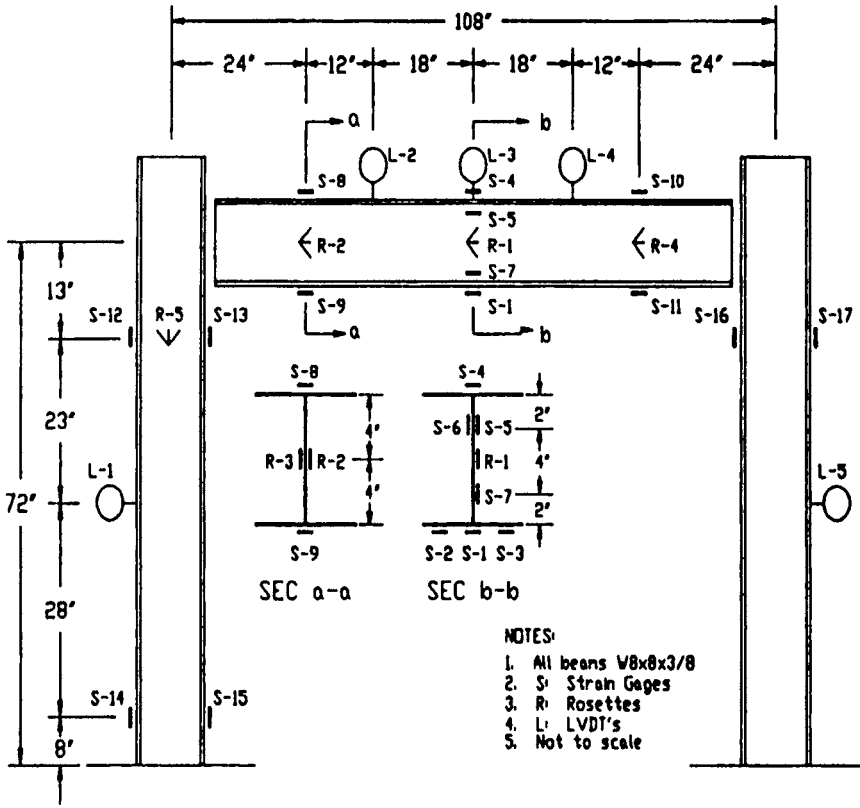 108"
24" 12" 18" 18" 12" 24"
a b
L-2 L-3 L-4
S-8 S-4 S-10
S-5
R-2 R-1 R-4
S-7
S-9 S-1 S-11
a b
13"
S-12 R-5 S-13 S-16 S-17
23"
72"
L-1 L-5
28"
S-14 S-15
8"
S-8 S-4
4" S-6 S-5 2"
R-3 R-2 R-1 4"
4" S-7 2"
S-9 S-2 S-1 S-3
SEC a-a SEC b-b
NOTES:
1. All beams W8x8x3/8
2. S: Strain Gages
3. R: Rosettes
4. L: LVDT's
5. Not to scale